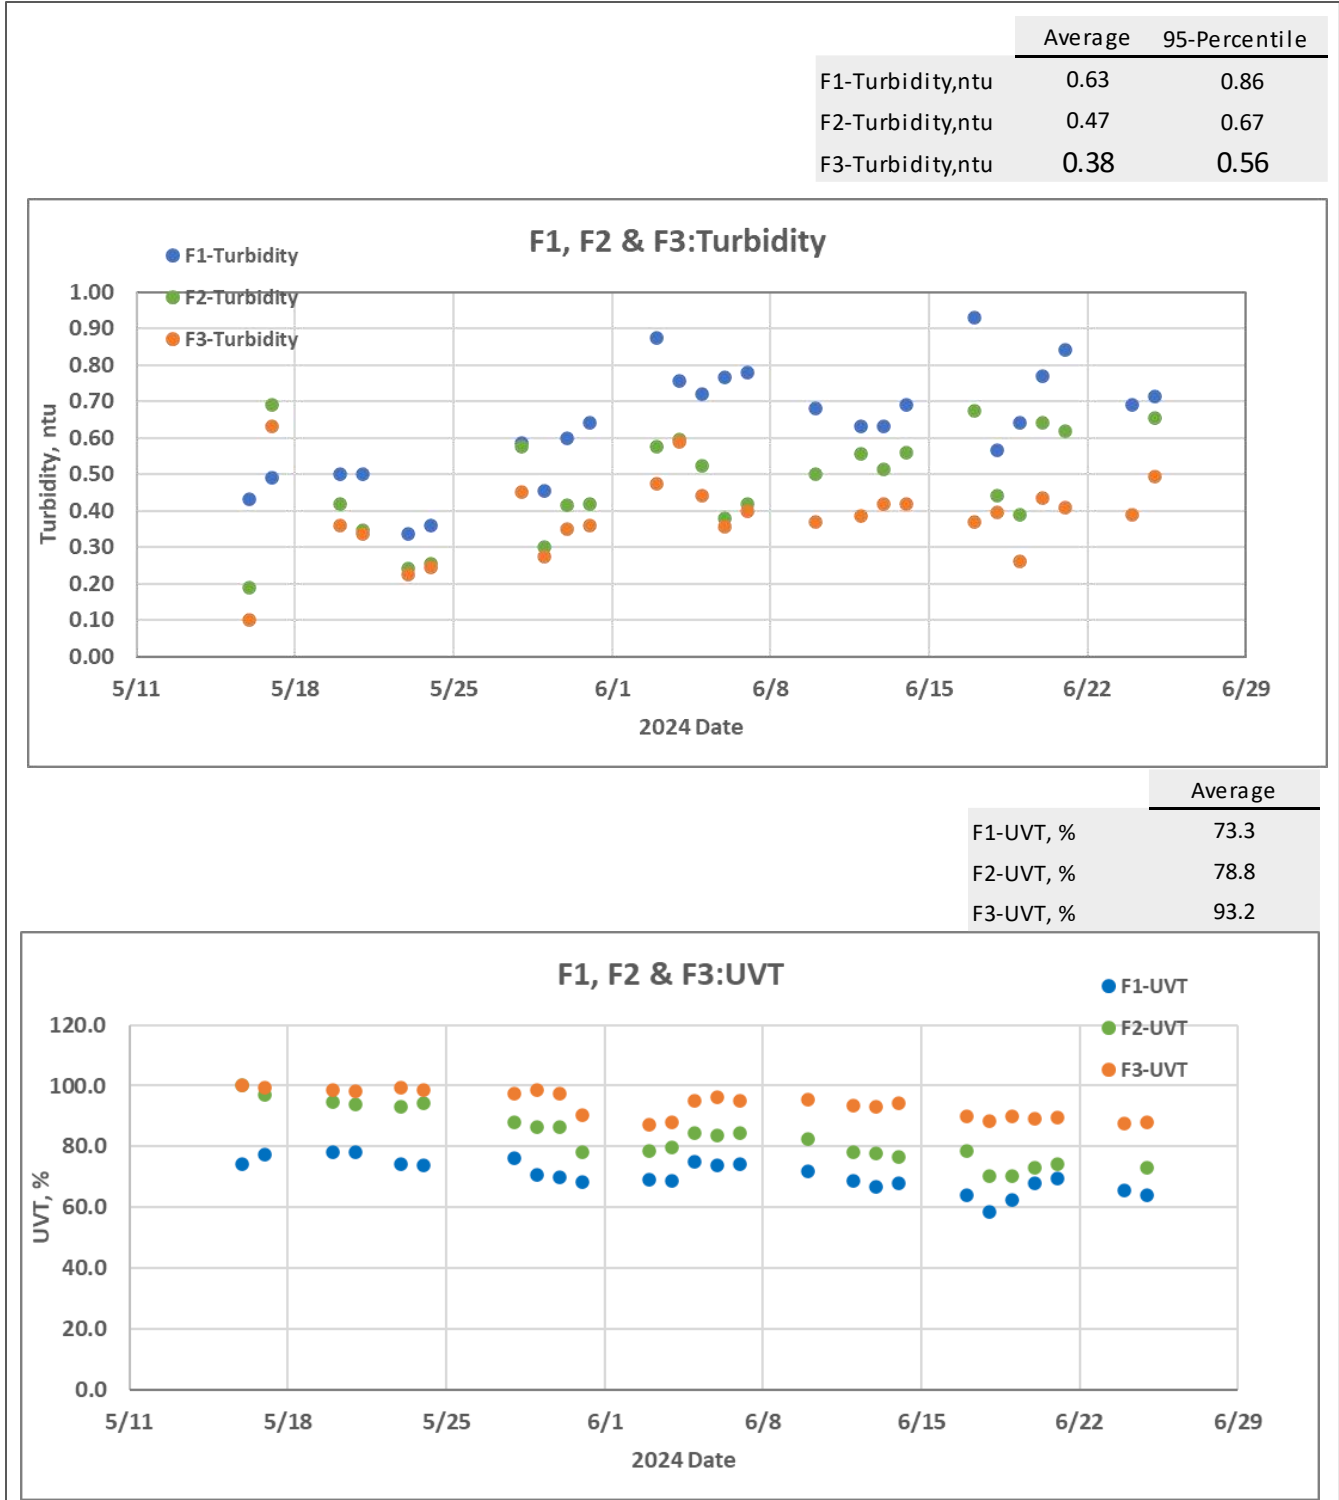 Average 95-Percentile
F1-Turbidity,ntu 0.63 0.86
F2-Turbidity,ntu 0.47 0.67
F3-Turbidity,ntu 0.38 0.56
F1, F2 & F3:Turbidity
F1-Turbidity
F2-Turbidity
F3-Turbidity
1.00
0.90
0.80
0.70
0.60
0.50
0.40
0.30
0.20
0.10
0.00
Turbidity, ntu
5/11 5/18 5/25 6/1 6/8 6/15 6/22 6/29
2024 Date
Average
F1-UVT, % 73.3
F2-UVT, % 78.8
F3-UVT, % 93.2
F1, F2 & F3:UVT
F1-UVT
F2-UVT
F3-UVT
120.0
100.0
80.0
60.0
40.0
20.0
0.0
UVT, %
5/11 5/18 5/25 6/1 6/8 6/15 6/22 6/29
2024 Date